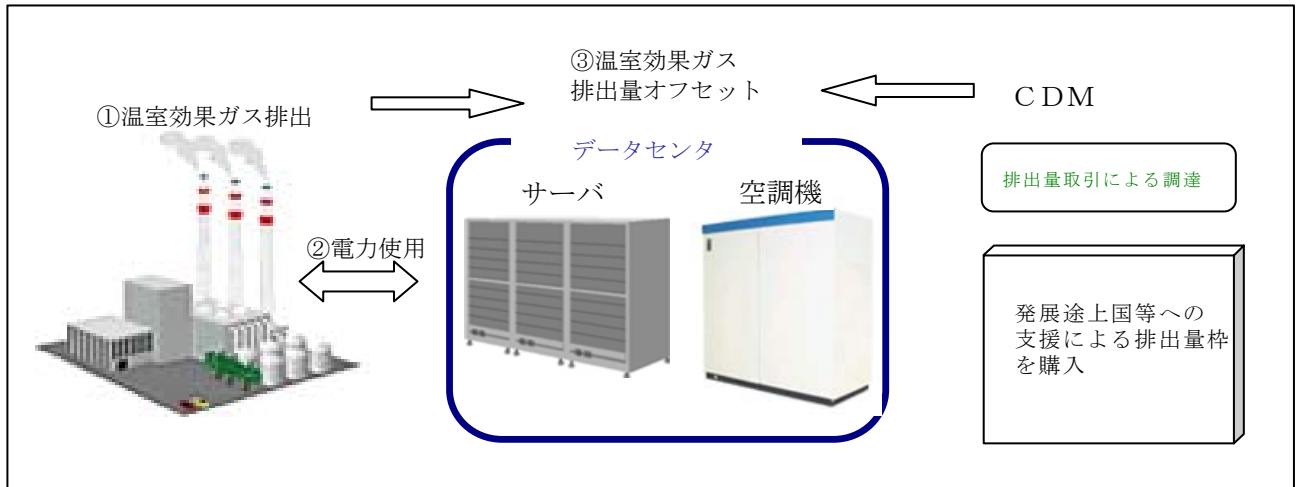 ③温室効果ガス
排出量オフセット
CDM
①温室効果ガス排出
データセンタ
排出量取引による調達
サーバ
空調機
②電力使用
発展途上国等への
支援による排出量枠
を購入